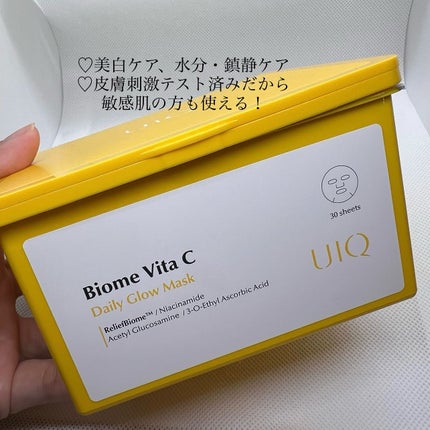 ♡美白ケア、水分・鎮静ケア
♡皮膚刺激テスト済みだから
敏感肌の方も使える！
30 sheets
Biome Vita C
UIQ
Daily Glow Mask
ReliefBiome™ / Niacinamide
Acetyl Glucosamine / 3-O-Ethyl Ascorbic Acid